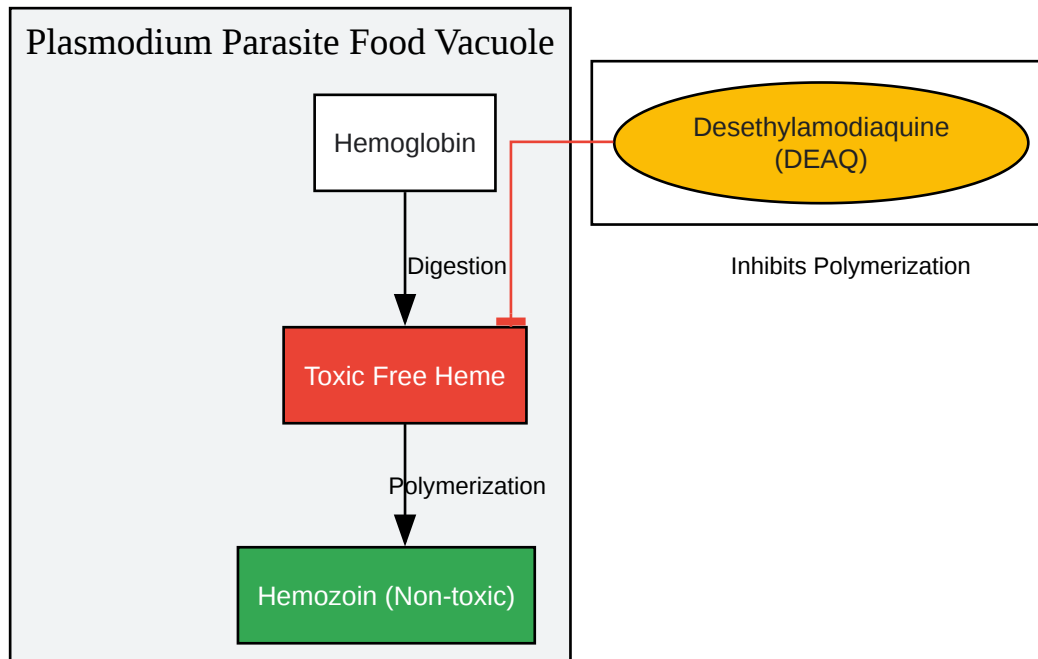 Plasmodium Parasite Food Vacuole
Hemoglobin
Desethylamodiaquine
(DEAQ)
Digestion
Inhibits Polymerization
Toxic Free Heme
Polymerization
Hemozoin (Non-toxic)